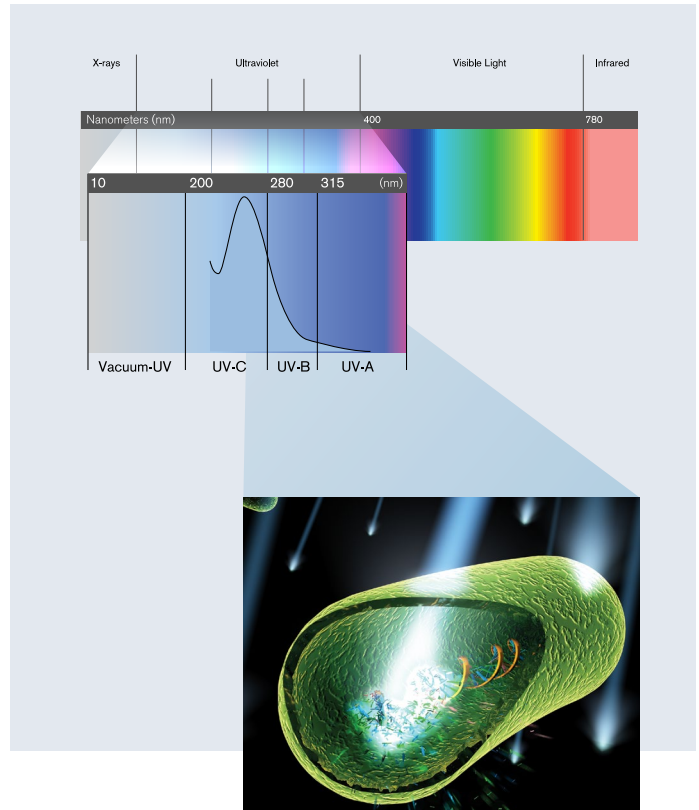 X-rays Ultraviolet Visible Light Infrared
Nanometers (nm) 400 780
10 200 280 315 (nm)
Vacuum-UV UV-C UV-B UV-A